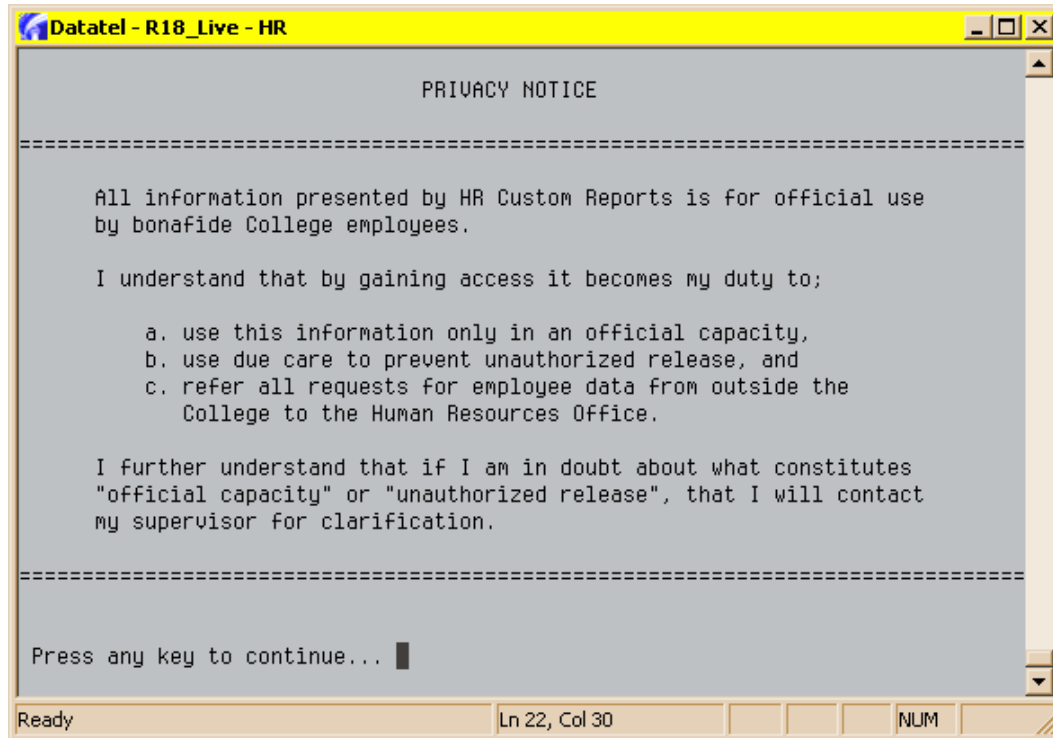 Datatel - R18_Live - HR
PRIVACY NOTICE
================================================================================
All information presented by HR Custom Reports is for official use
by bonafide College employees.
I understand that by gaining access it becomes my duty to;
a. use this information only in an official capacity,
b. use due care to prevent unauthorized release, and
c. refer all requests for employee data from outside the
College to the Human Resources Office.
I further understand that if I am in doubt about what constitutes
"official capacity" or "unauthorized release", that I will contact
my supervisor for clarification.
================================================================================
Press any key to continue...
Ready Ln 22, Col 30 NUM